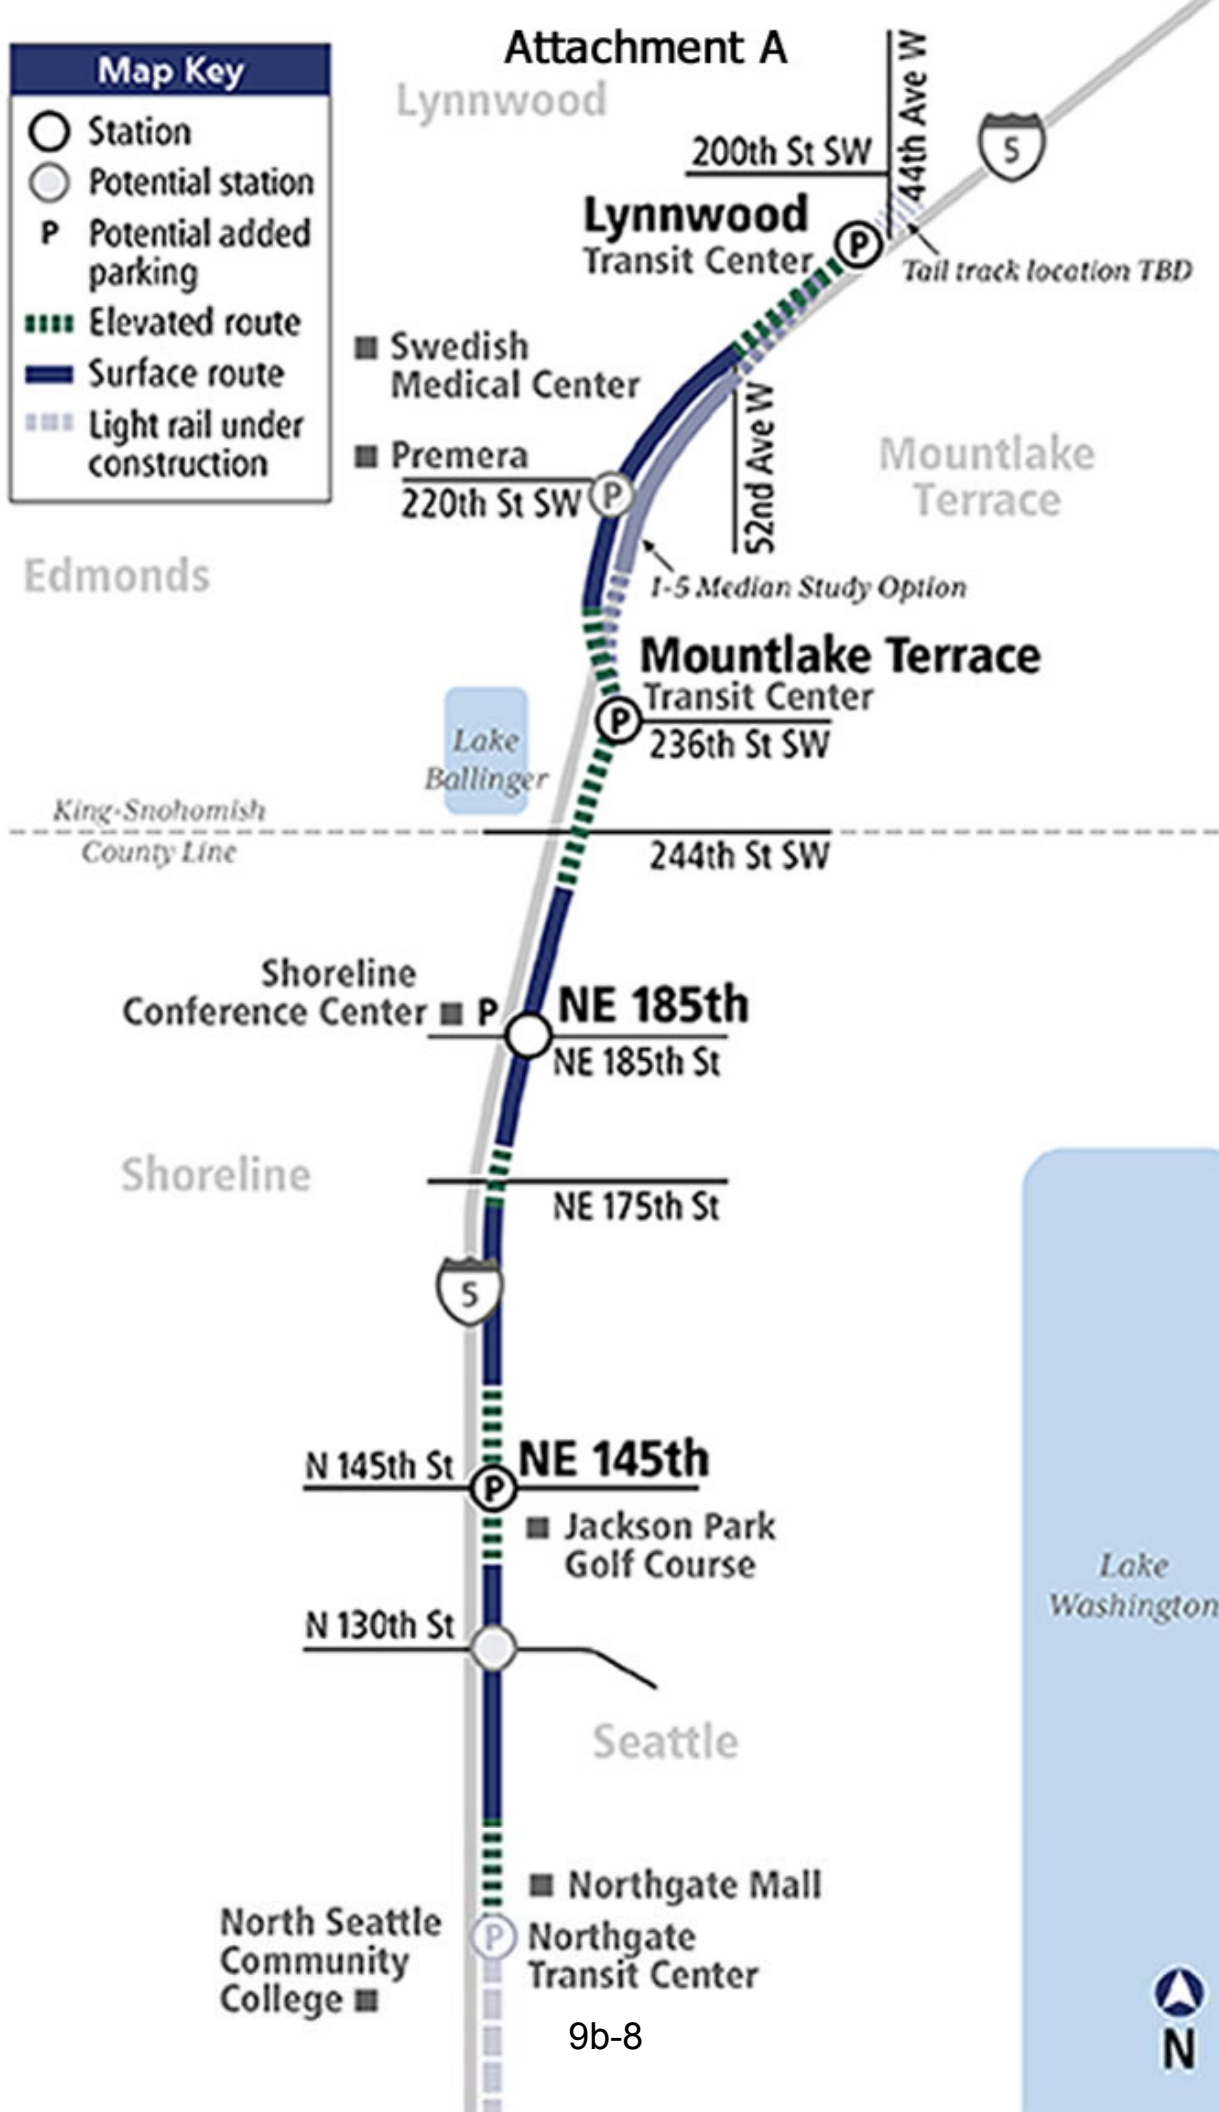 Attachment A
Map Key
Station
Potential station
P Potential added
parking
Elevated route
Surface route
Light rail under
construction
Lynnwood
44th Ave W
5
200th St SW
Lynnwood
Transit Center
P
Tail track location TBD
Swedish
Medical Center
Premera
220th St SW
P
52nd Ave W
Mountlake
Terrace
Edmonds
I-5 Median Study Option
Mountlake Terrace
Transit Center
P
236th St SW
Lake
Ballinger
King-Snohomish
County Line
244th St SW
Shoreline
Conference Center
P
NE 185th
NE 185th St
Shoreline
NE 175th St
5
N 145th St
NE 145th
P
Jackson Park
Golf Course
Lake
Washington
N 130th St
Seattle
Northgate Mall
North Seattle
Community
College
P
Northgate
Transit Center
9b-8
N